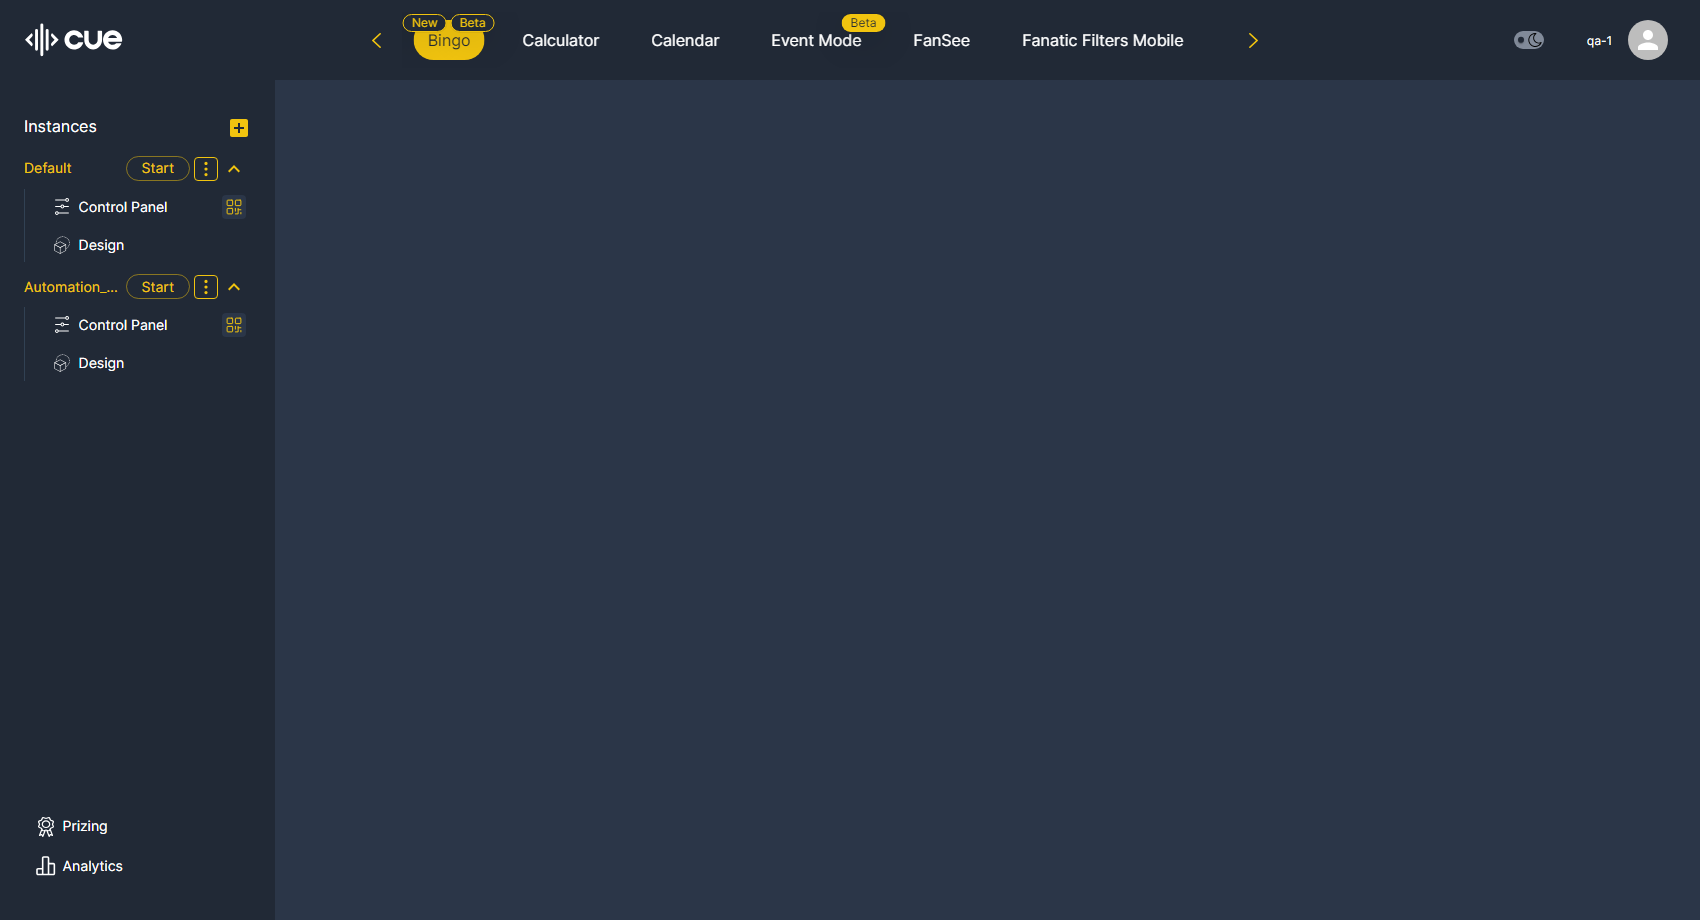 cue
New Beta
Bingo
Calculator
Calendar
Event Mode
Beta
FanSee
Fanatic Filters Mobile
qa-1
Instances
Default Start
Control Panel
Design
Automation_... Start
Control Panel
Design
Prizing
Analytics